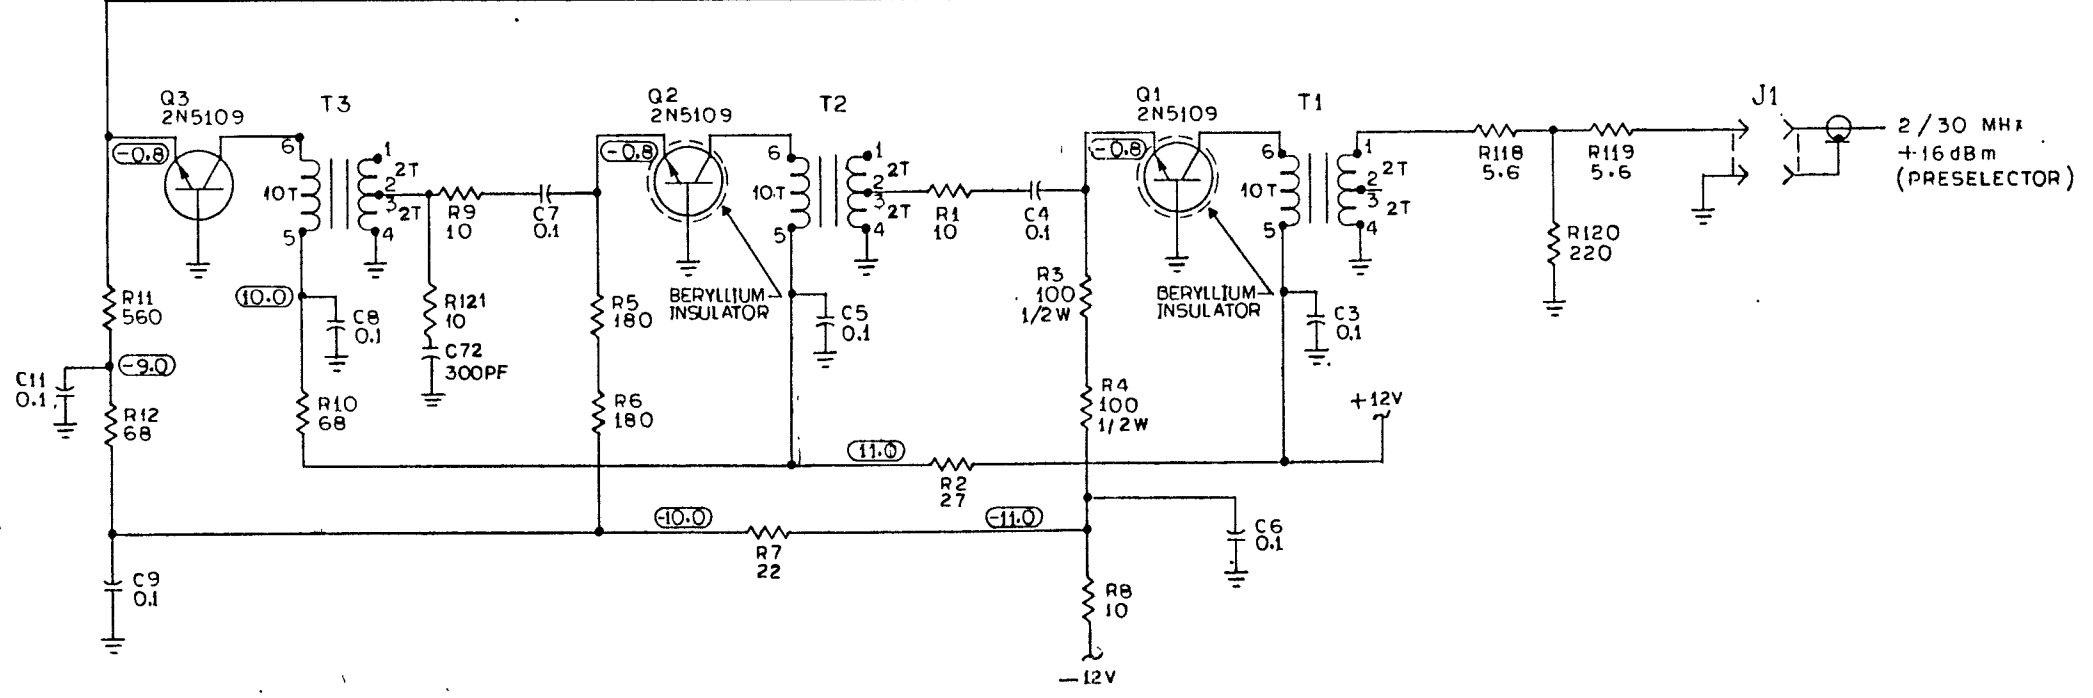 Q3
2N5109
T3
-0.8
6
1
2T
10T
2
3
2T
5
4
R9
10
C7
0.1
Q2
2N5109
T2
-0.8
6
1
2T
10T
2
3
2T
5
4
R1
10
C4
0.1
Q1
2N5109
T1
-0.8
6
1
2T
10T
2
3
2T
5
4
R118
5.6
R119
5.6
J1
2/30 MHz
+16dBm
(PRESELECTOR)
R120
220
R11
560
10.0
C8
0.1
R121
10
C72
300PF
R5
180
BERYLLIUM
INSULATOR
C5
0.1
R3
100
1/2W
BERYLLIUM
INSULATOR
C3
0.1
C11
0.1
-9.0
R12
68
R10
68
R6
180
R4
100
1/2W
+12V
11.0
R2
27
-10.0
-11.0
R7
22
C6
0.1
C9
0.1
R8
10
-12V